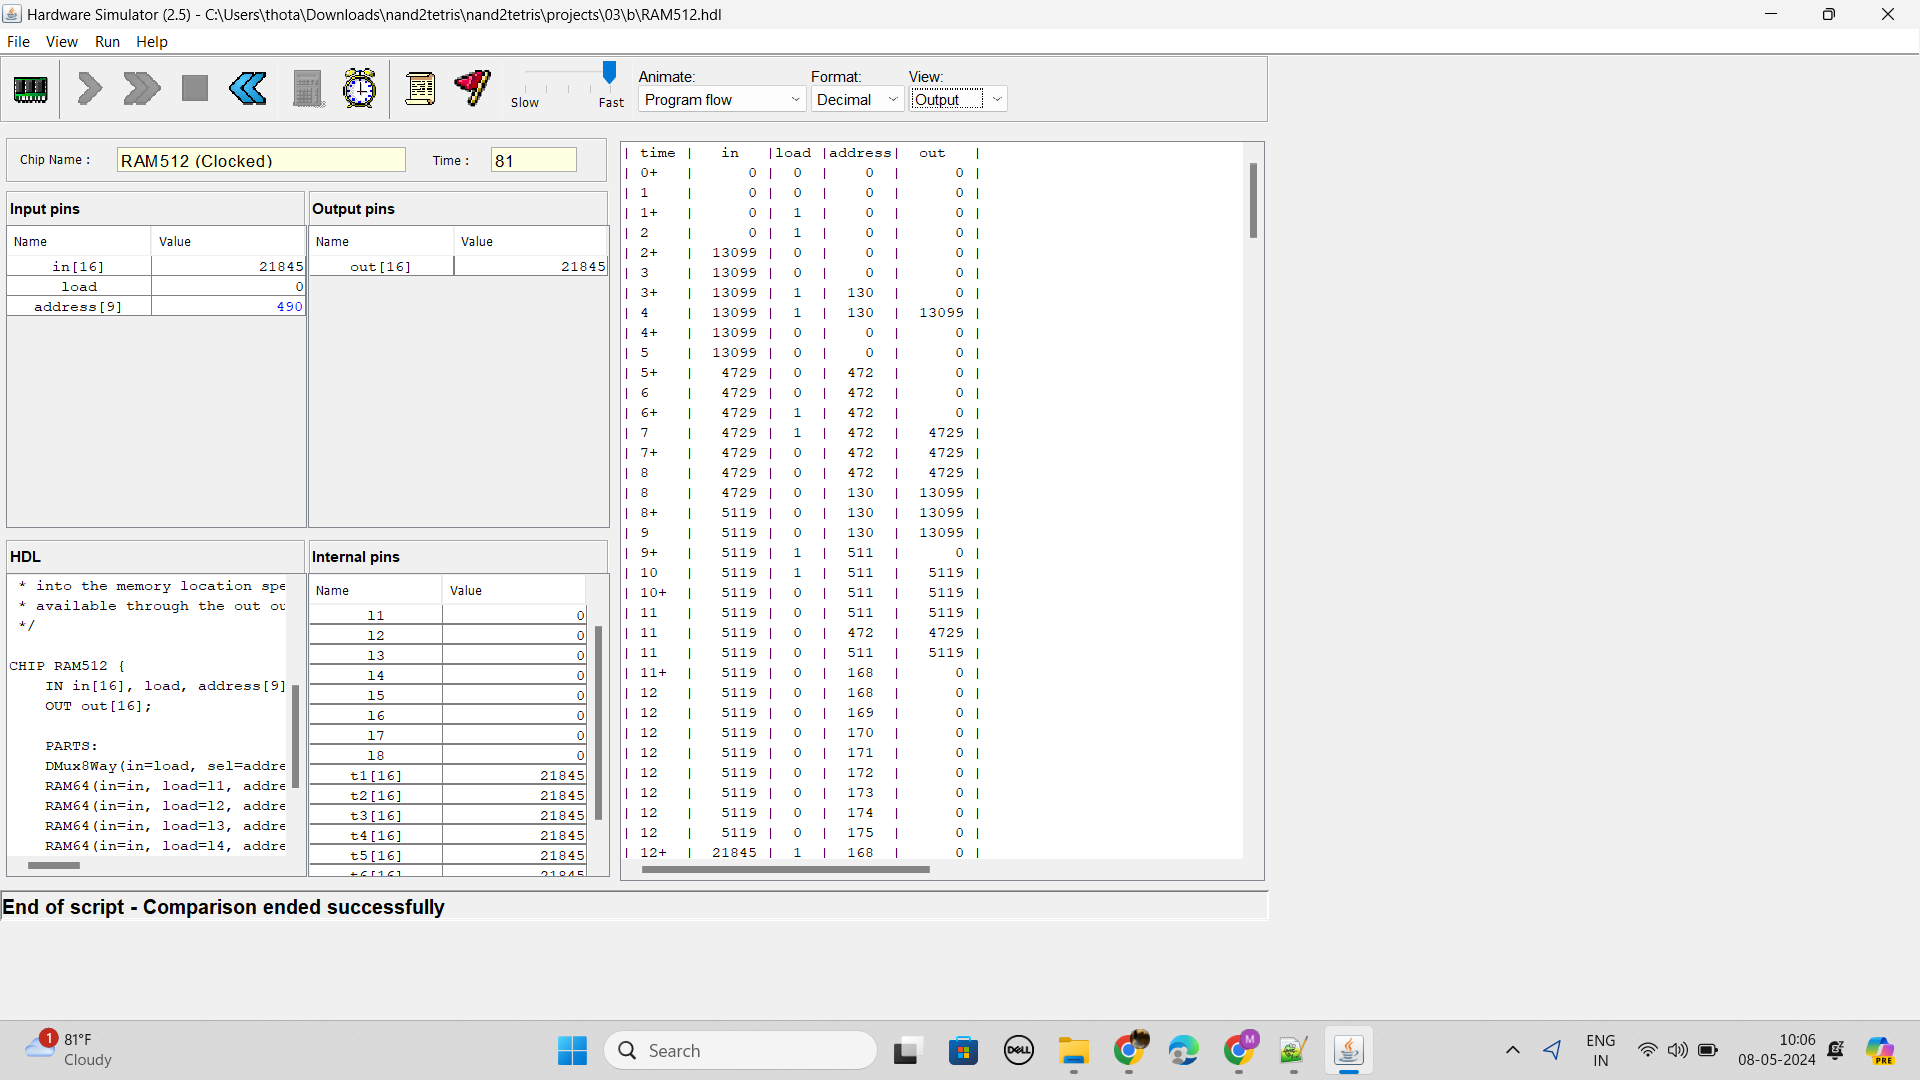 Hardware Simulator (2.5) - C:\Users\thota\Downloads\nand2tetris\nand2tetris\projects\03\b\RAM512.hdl
File View Run Help
Slow Fast
Animate:
Program flow
Format:
Decimal
View:
Output
Chip Name : RAM512 (Clocked) Time : 81
Input pins
Name Value
in[16] 21845
load 0
address[9] 490
Output pins
Name Value
out[16] 21845
HDL
* into the memory location spe
* available through the out ou
*/
CHIP RAM512 {
IN in[16], load, address[9]
OUT out[16];
PARTS:
DMux8Way(in=load, sel=addre
RAM64(in=in, load=l1, addre
RAM64(in=in, load=l2, addre
RAM64(in=in, load=l3, addre
RAM64(in=in, load=l4, addre
Internal pins
Name Value
l1 0
l2 0
l3 0
l4 0
l5 0
l6 0
l7 0
l8 0
t1[16] 21845
t2[16] 21845
t3[16] 21845
t4[16] 21845
t5[16] 21845
t6[16] 21845
| time | in |load |address| out |
| 0+ | 0 | 0 | 0 | 0 |
| 1 | 0 | 0 | 0 | 0 |
| 1+ | 0 | 1 | 0 | 0 |
| 2 | 0 | 1 | 0 | 0 |
| 2+ | 13099 | 0 | 0 | 0 |
| 3 | 13099 | 0 | 0 | 0 |
| 3+ | 13099 | 1 | 130 | 0 |
| 4 | 13099 | 1 | 130 | 13099 |
| 4+ | 13099 | 0 | 0 | 0 |
| 5 | 13099 | 0 | 0 | 0 |
| 5+ | 4729 | 0 | 472 | 0 |
| 6 | 4729 | 0 | 472 | 0 |
| 6+ | 4729 | 1 | 472 | 0 |
| 7 | 4729 | 1 | 472 | 4729 |
| 7+ | 4729 | 0 | 472 | 4729 |
| 8 | 4729 | 0 | 472 | 4729 |
| 8 | 4729 | 0 | 130 | 13099 |
| 8+ | 5119 | 0 | 130 | 13099 |
| 9 | 5119 | 0 | 130 | 13099 |
| 9+ | 5119 | 1 | 511 | 0 |
| 10 | 5119 | 1 | 511 | 5119 |
| 10+ | 5119 | 0 | 511 | 5119 |
| 11 | 5119 | 0 | 511 | 5119 |
| 11 | 5119 | 0 | 472 | 4729 |
| 11 | 5119 | 0 | 511 | 5119 |
| 11+ | 5119 | 0 | 168 | 0 |
| 12 | 5119 | 0 | 168 | 0 |
| 12 | 5119 | 0 | 169 | 0 |
| 12 | 5119 | 0 | 170 | 0 |
| 12 | 5119 | 0 | 171 | 0 |
| 12 | 5119 | 0 | 172 | 0 |
| 12 | 5119 | 0 | 173 | 0 |
| 12 | 5119 | 0 | 174 | 0 |
| 12 | 5119 | 0 | 175 | 0 |
| 12+ | 21845 | 1 | 168 | 0 |
End of script - Comparison ended successfully
1
81°F
Cloudy
Search
DELL
M
ENG
IN
10:06
08-05-2024
PRE